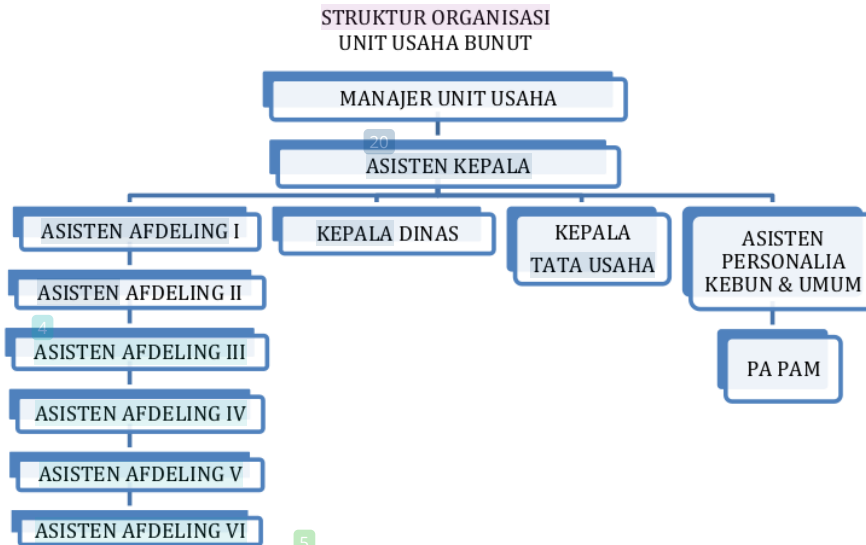 STRUKTUR ORGANISASI
UNIT USAHA BUNUT
MANAJER UNIT USAHA
20
ASISTEN KEPALA
ASISTEN AFDELING I
KEPALA DINAS
KEPALA
TATA USAHA
ASISTEN
PERSONALIA
KEBUN & UMUM
ASISTEN AFDELING II
4
ASISTEN AFDELING III
PA PAM
ASISTEN AFDELING IV
ASISTEN AFDELING V
ASISTEN AFDELING VI
5